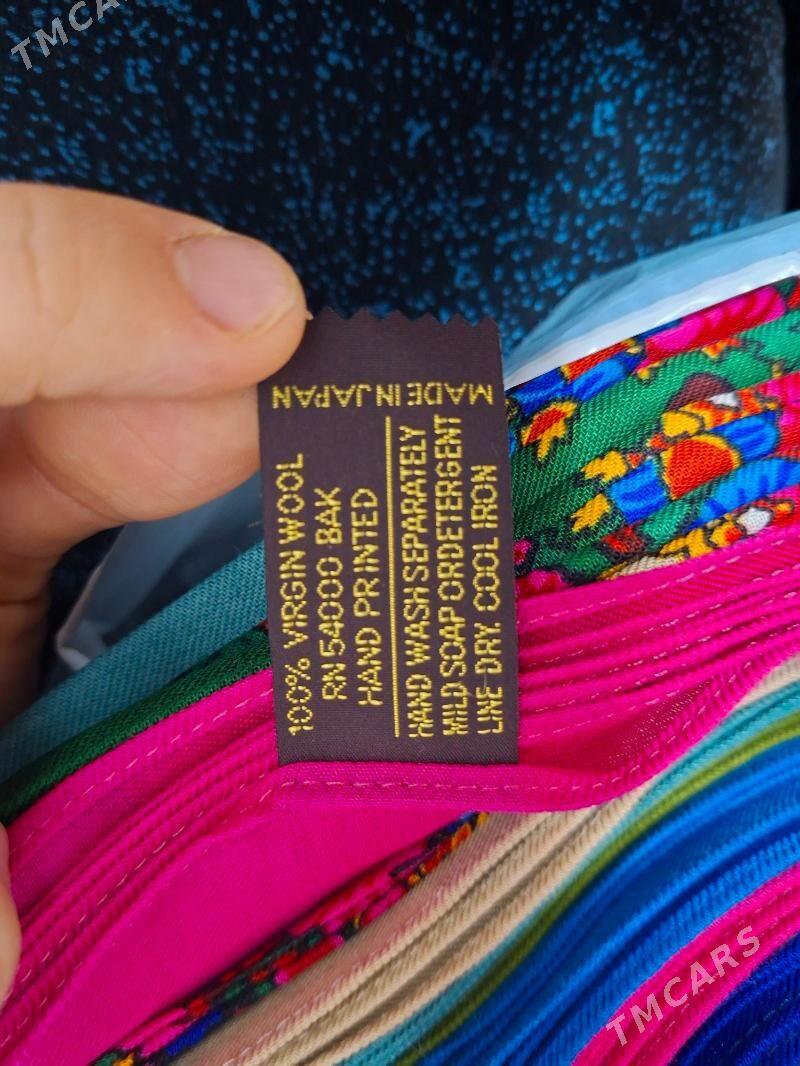 TMCARS
MADE IN JAPAN
100% VIRGIN WOOL
RN 54000 BAK
HAND PRINTED
HAND WASH SEPARATELY
MILD SOAP OR DETERGENT
LINE DRY. COOL IRON
TMCARS